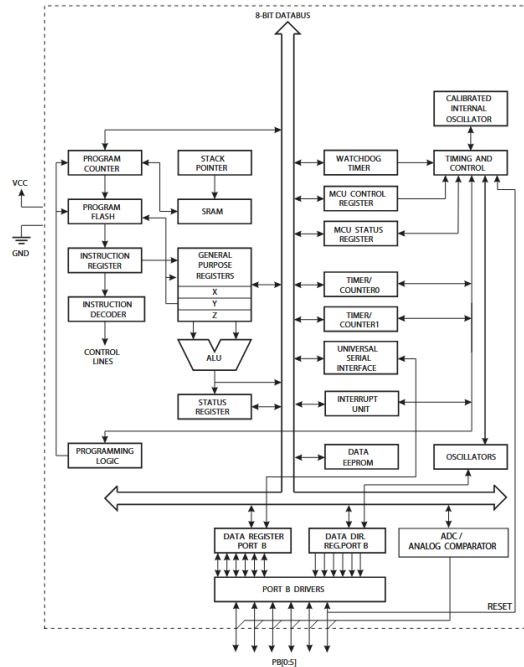 8-BIT DATABUS
CALIBRATED
INTERNAL
OSCILLATOR
PROGRAM
COUNTER
STACK
POINTER
WATCHDOG
TIMER
TIMING AND
CONTROL
VCC
MCU CONTROL
REGISTER
PROGRAM
FLASH
SRAM
MCU STATUS
REGISTER
GND
INSTRUCTION
REGISTER
GENERAL
PURPOSE
REGISTERS
X
Y
Z
TIMER/
COUNTER0
INSTRUCTION
DECODER
TIMER/
COUNTER1
CONTROL
LINES
ALU
UNIVERSAL
SERIAL
INTERFACE
STATUS
REGISTER
INTERRUPT
UNIT
PROGRAMMING
LOGIC
DATA
EEPROM
OSCILLATORS
DATA REGISTER
PORT B
DATA DIR.
REG.PORT B
ADC /
ANALOG COMPARATOR
PORT B DRIVERS
RESET
PB[0:5]